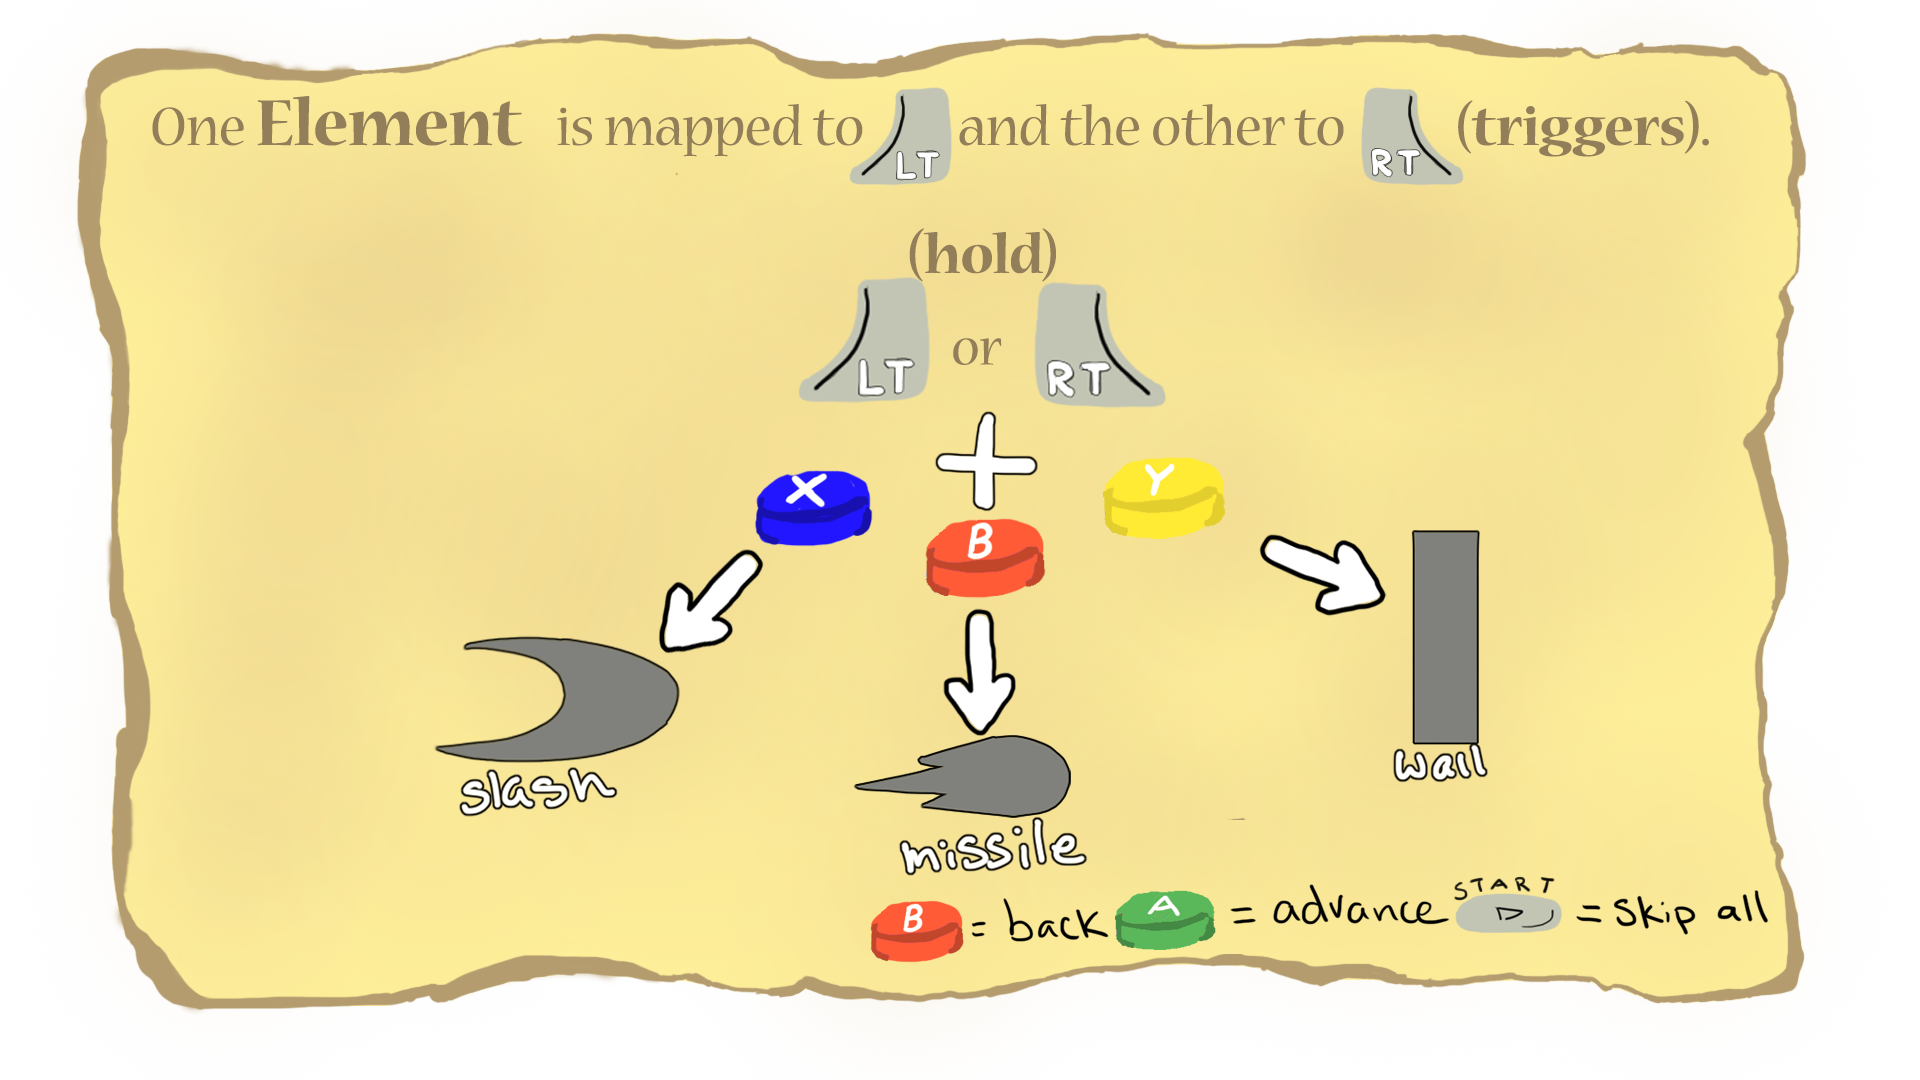 One Element is mapped to LT and the other to RT (triggers).
(hold)
LT or RT
X Y
B
slash
wall
missile
START
B = back A = advance = skip all